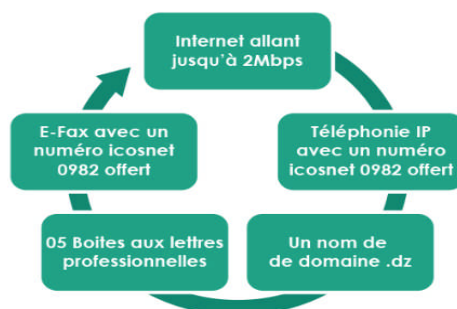 Internet allant
jusqu'à 2Mbps
Téléphonie IP
avec un numéro
icosnet 0982 offert
Un nom de
de domaine .dz
05 Boites aux lettres
professionnelles
E-Fax avec un
numéro icosnet
0982 offert